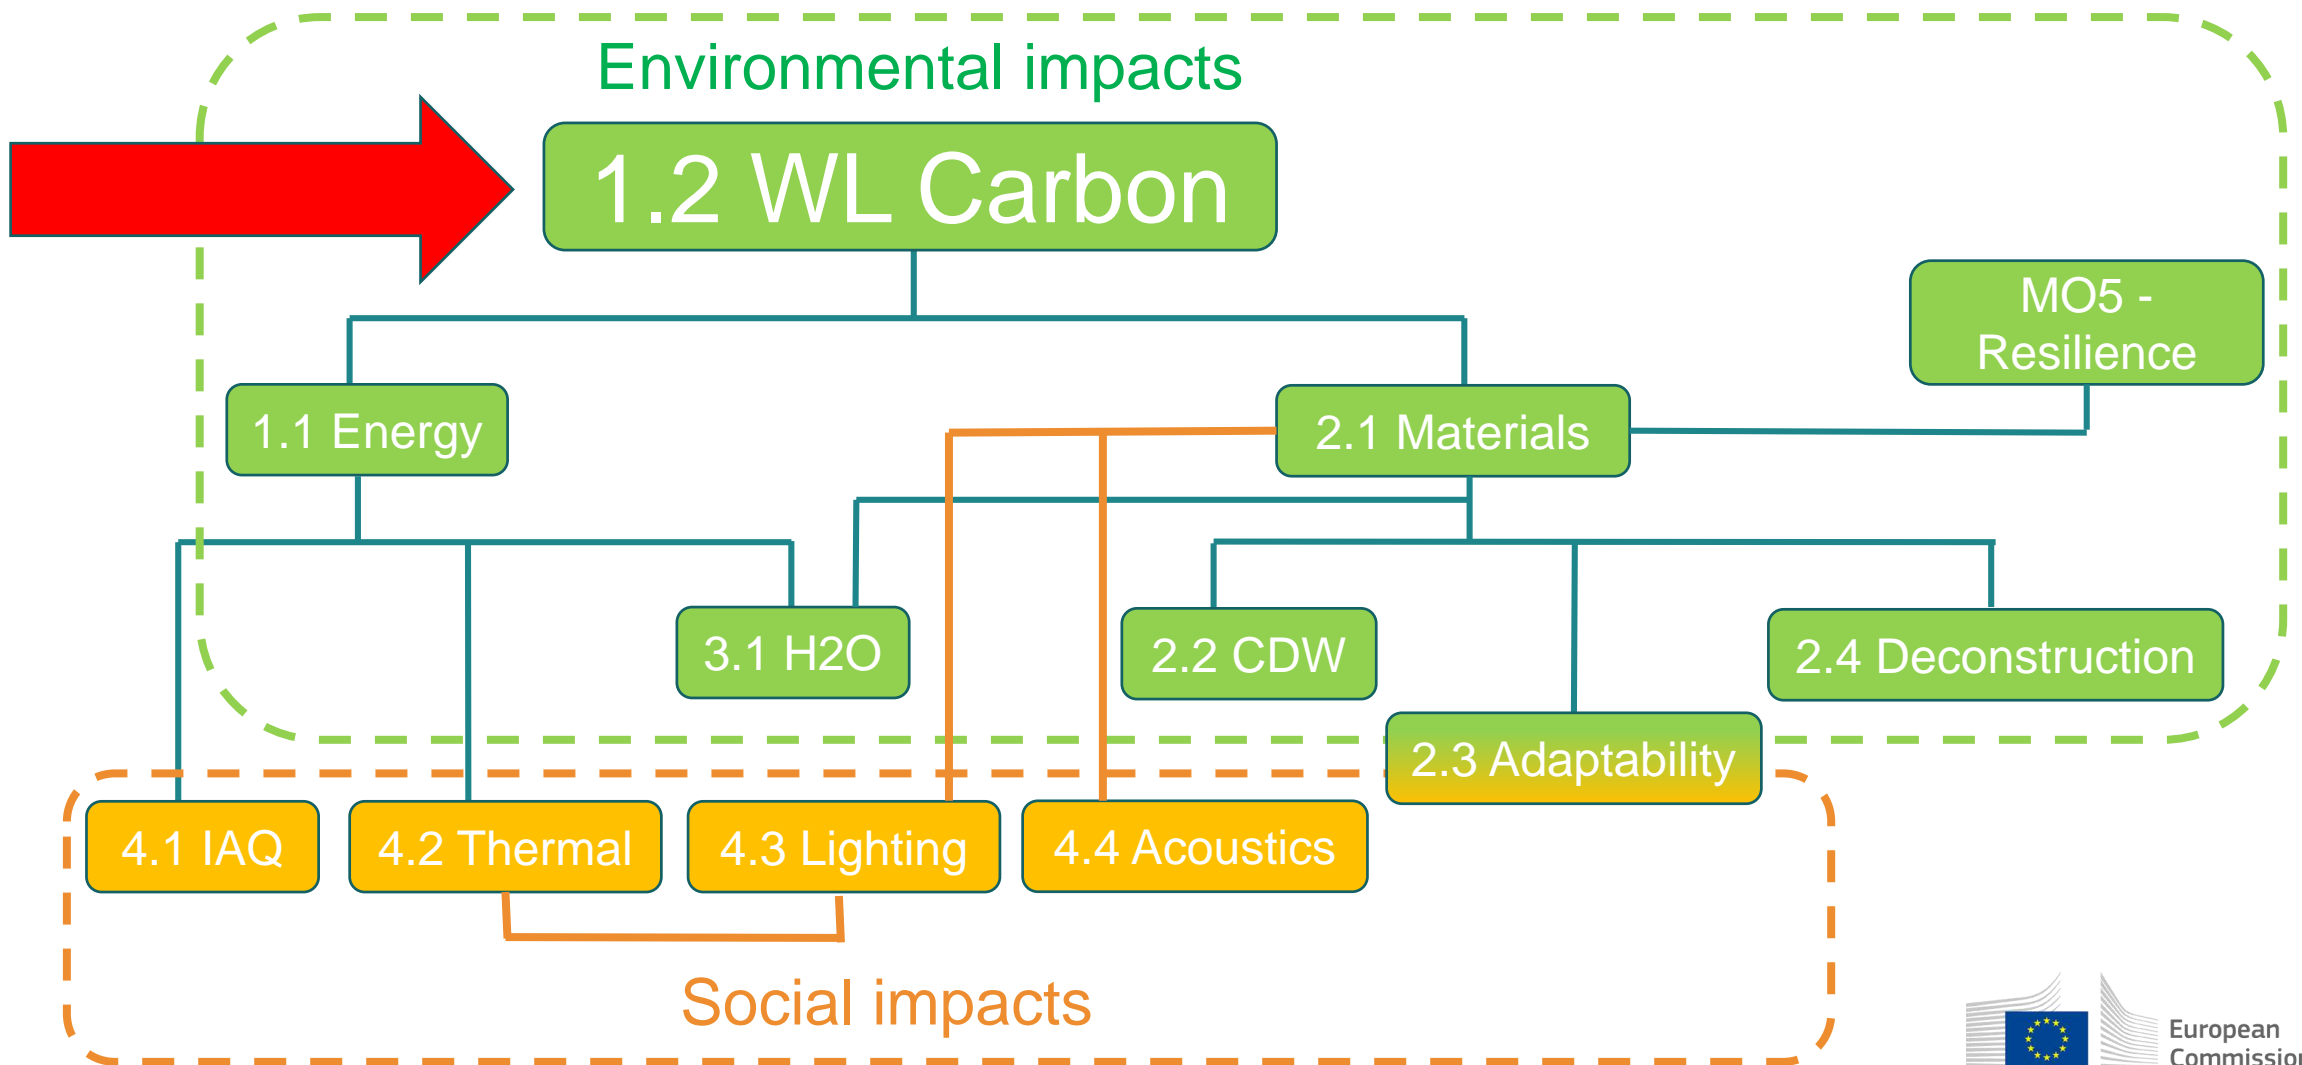 Environmental impacts
1.2 WL Carbon
MO5 -
Resilience
1.1 Energy
2.1 Materials
3.1 H2O
2.2 CDW
2.4 Deconstruction
2.3 Adaptability
4.1 IAQ
4.2 Thermal
4.3 Lighting
4.4 Acoustics
Social impacts
European
Commission